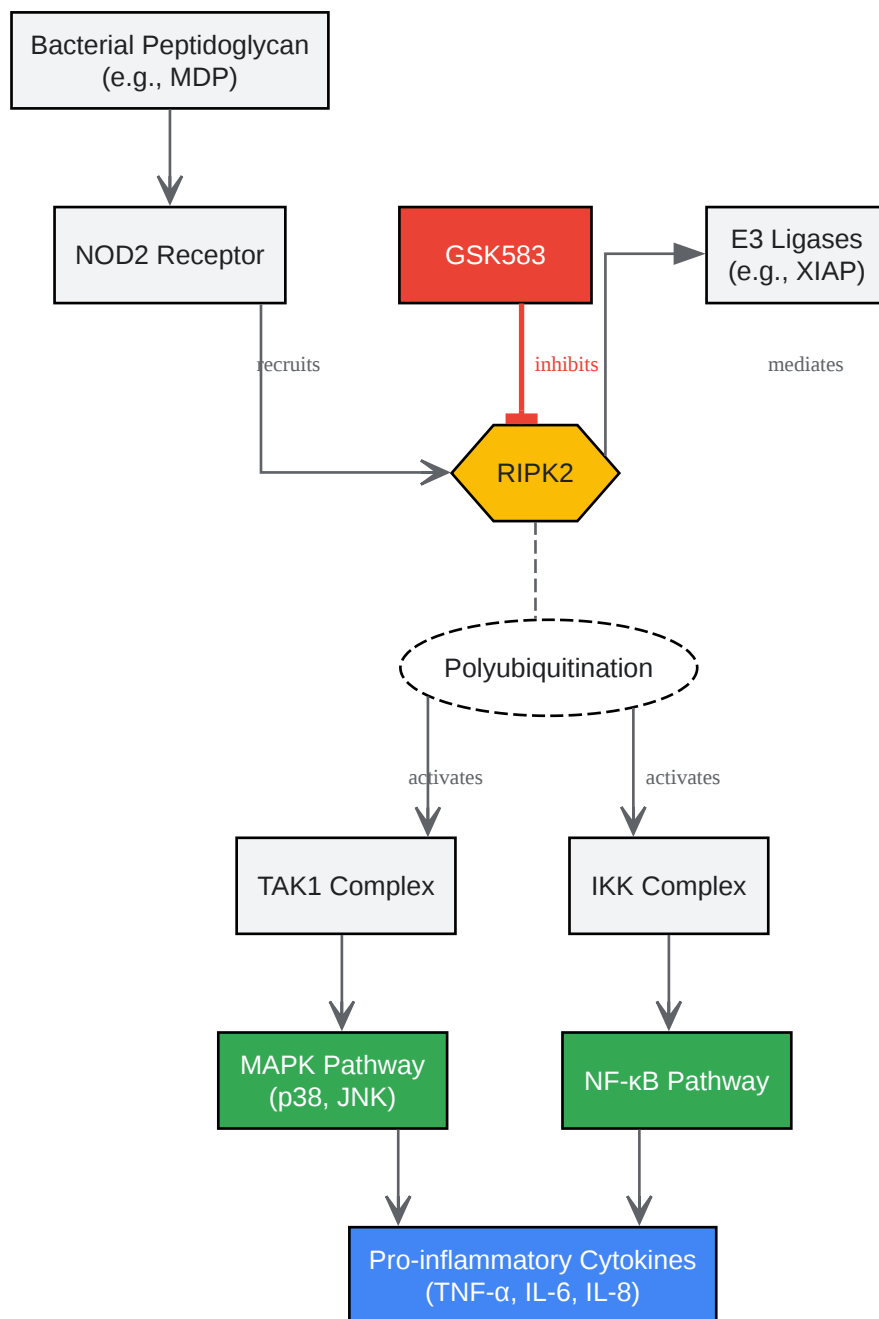 Bacterial Peptidoglycan
(e.g., MDP)
NOD2 Receptor
GSK583
E3 Ligases
(e.g., XIAP)
recruits
inhibits
mediates
RIPK2
Polyubiquitination
activates
activates
TAK1 Complex
IKK Complex
MAPK Pathway
(p38, JNK)
NF-κB Pathway
Pro-inflammatory Cytokines
(TNF-α, IL-6, IL-8)